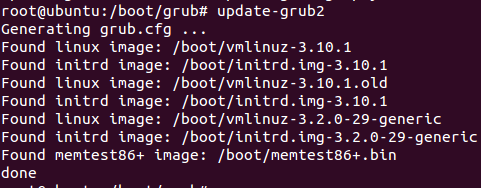 root@ubuntu:/boot/grub# update-grub2
Generating grub.cfg ...
Found linux image: /boot/vmlinuz-3.10.1
Found initrd image: /boot/initrd.img-3.10.1
Found linux image: /boot/vmlinuz-3.10.1.old
Found initrd image: /boot/initrd.img-3.10.1
Found linux image: /boot/vmlinuz-3.2.0-29-generic
Found initrd image: /boot/initrd.img-3.2.0-29-generic
Found memtest86+ image: /boot/memtest86+.bin
done